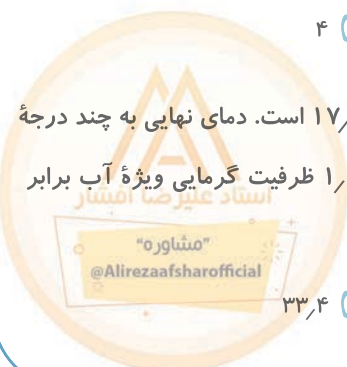 ۴
۱۷٫ است. دمای نهایی به چند درجهٔ
۱٫ ظرفیت گرمایی ویژهٔ آب برابر
استاد علیرضا افشار
"مشاوره"
@Alirezaafsharofficial
۳۳٫۴